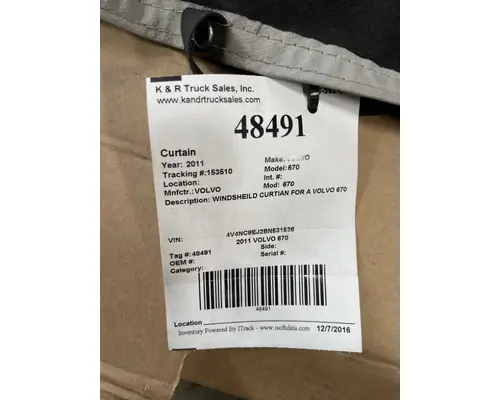 K & R Truck Sales, Inc.
www.kandrtrucksales.com
48491
Curtain
Year: 2011 Make: VOLVO
Tracking #:153510 Model:670
Location: Int. #:
Mnfctr.:VOLVO Mod: 670
Description: WINDSHEILD CURTIAN FOR A VOLVO 670
VIN: 4V4NC9EJ2BN531536
2011 VOLVO 670
Tag #: 48491 Side:
OEM #: Serial#:
Category:
48491
Location
Inventory Powered By ITrack - www.isoftdata.com 12/7/2016